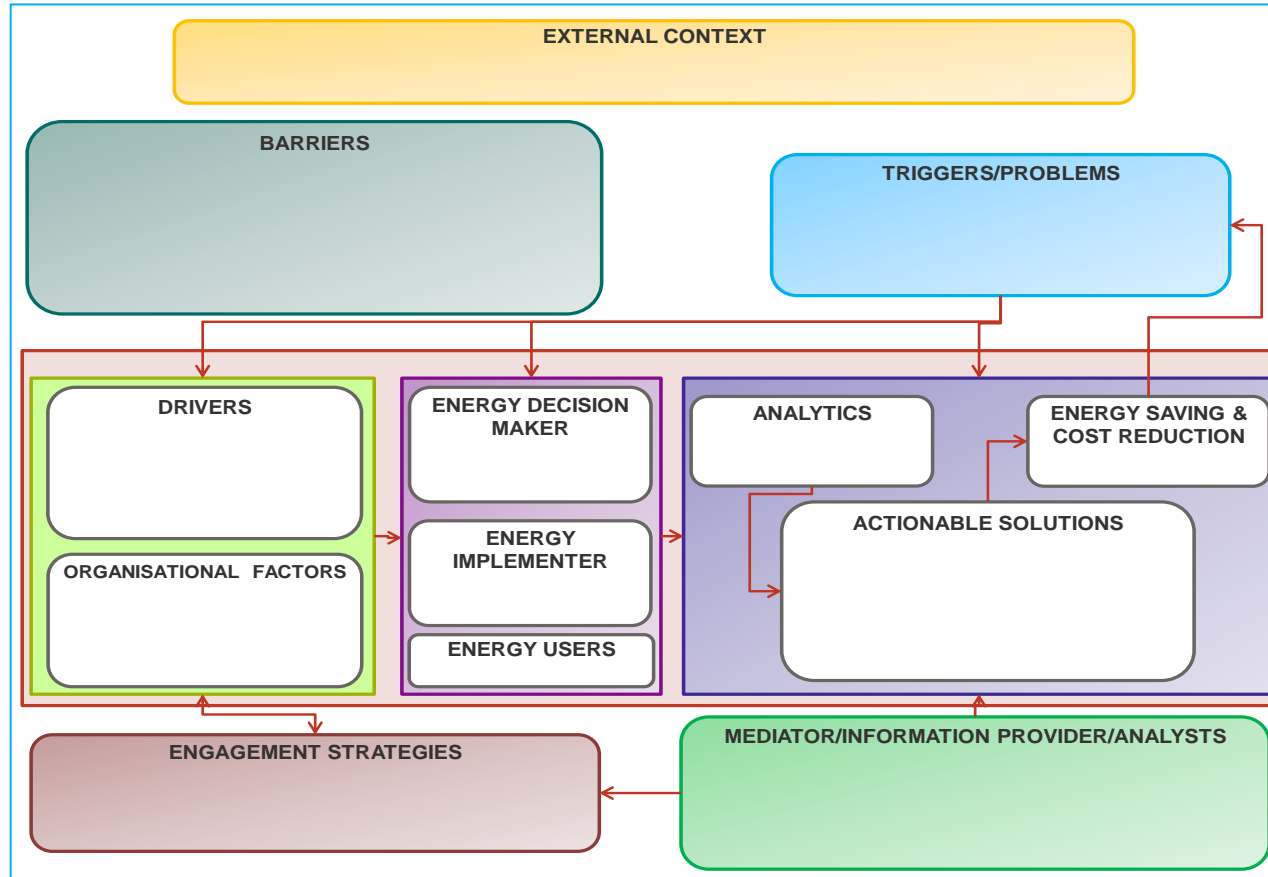 EXTERNAL CONTEXT
BARRIERS
TRIGGERS/PROBLEMS
DRIVERS
ORGANISATIONAL FACTORS
ENERGY DECISION
MAKER
ENERGY
IMPLEMENTER
ENERGY USERS
ANALYTICS
ENERGY SAVING &
COST REDUCTION
ACTIONABLE SOLUTIONS
ENGAGEMENT STRATEGIES
MEDIATOR/INFORMATION PROVIDER/ANALYSTS